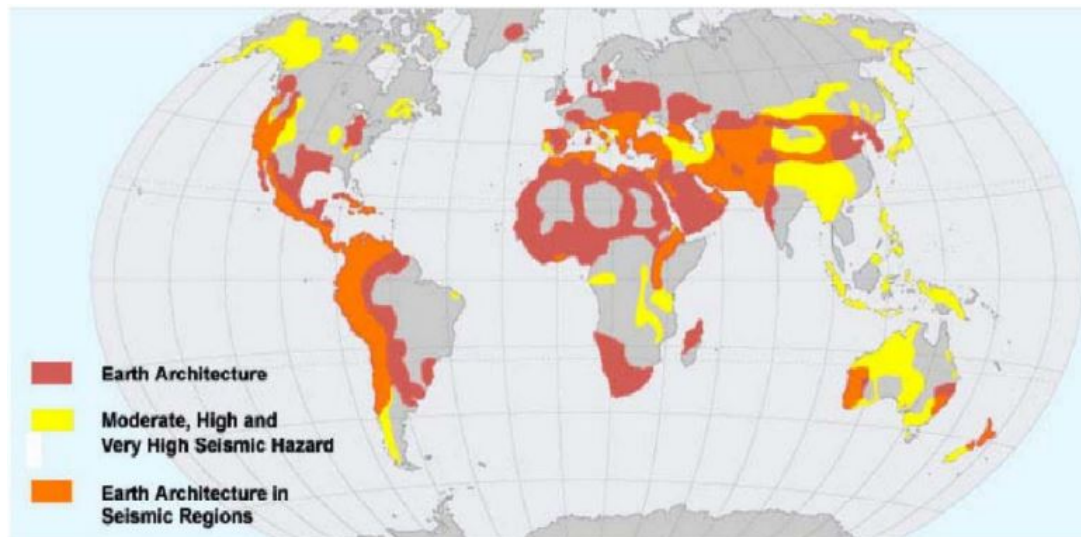 Earth Architecture
Moderate, High and
Very High Seismic Hazard
Earth Architecture in
Seismic Regions